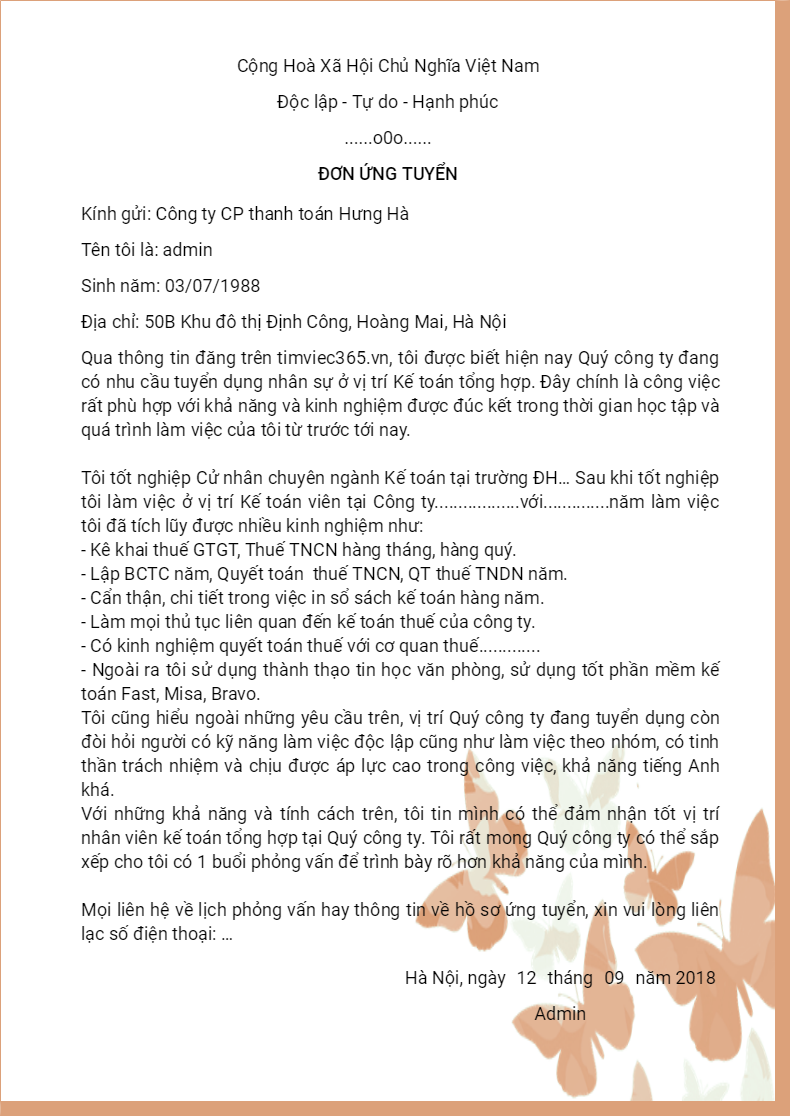 Cộng Hoà Xã Hội Chủ Nghĩa Việt Nam
Độc lập - Tự do - Hạnh phúc
......o0o......
ĐƠN ỨNG TUYỂN
Kính gửi: Công ty CP thanh toán Hưng Hà
Tên tôi là: admin
Sinh năm: 03/07/1988
Địa chỉ: 50B Khu đô thị Định Công, Hoàng Mai, Hà Nội
Qua thông tin đăng trên timviec365.vn, tôi được biết hiện nay Quý công ty đang
có nhu cầu tuyển dụng nhân sự ở vị trí Kế toán tổng hợp. Đây chính là công việc
rất phù hợp với khả năng và kinh nghiệm được đúc kết trong thời gian học tập và
quá trình làm việc của tôi từ trước tới nay.
Tôi tốt nghiệp Cử nhân chuyên ngành Kế toán tại trường ĐH... Sau khi tốt nghiệp
tôi làm việc ở vị trí Kế toán viên tại Công ty..................với..............năm làm việc
tôi đã tích lũy được nhiều kinh nghiệm như:
- Kê khai thuế GTGT, Thuế TNCN hàng tháng, hàng quý.
- Lập BCTC năm, Quyết toán  thuế TNCN, QT thuế TNDN năm.
- Cẩn thận, chi tiết trong việc in sổ sách kế toán hàng năm.
- Làm mọi thủ tục liên quan đến kế toán thuế của công ty.
- Có kinh nghiệm quyết toán thuế với cơ quan thuế.............
- Ngoài ra tôi sử dụng thành thạo tin học văn phòng, sử dụng tốt phần mềm kế
toán Fast, Misa, Bravo.
Tôi cũng hiểu ngoài những yêu cầu trên, vị trí Quý công ty đang tuyển dụng còn
đòi hỏi người có kỹ năng làm việc độc lập cũng như làm việc theo nhóm, có tinh
thần trách nhiệm và chịu được áp lực cao trong công việc, khả năng tiếng Anh
khá.
Với những khả năng và tính cách trên, tôi tin mình có thể đảm nhận tốt vị trí
nhân viên kế toán tổng hợp tại Quý công ty. Tôi rất mong Quý công ty có thể sắp
xếp cho tôi có 1 buổi phỏng vấn để trình bày rõ hơn khả năng của mình.
Mọi liên hệ về lịch phỏng vấn hay thông tin về hồ sơ ứng tuyển, xin vui lòng liên
lạc số điện thoại: ...
Hà Nội, ngày  12  tháng  09  năm 2018
Admin